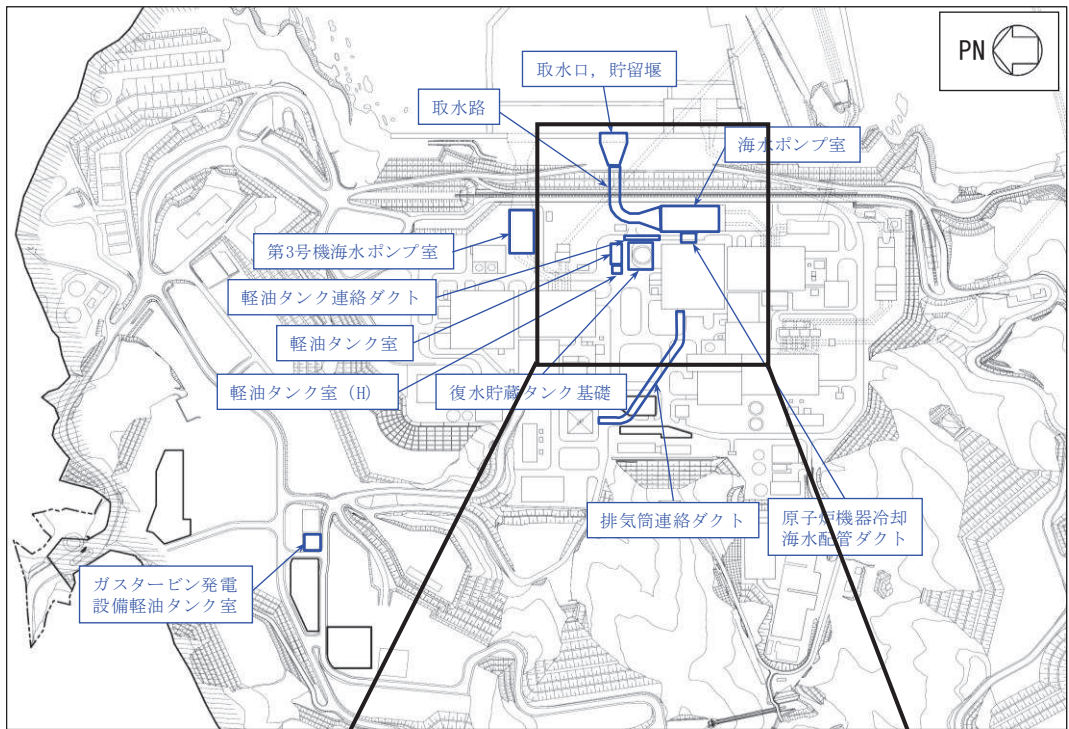 PN
取水口，貯留堰
取水路
海水ポンプ室
第3号機海水ポンプ室
軽油タンク連絡ダクト
軽油タンク室
軽油タンク室（H）
復水貯蔵タンク基礎
排気筒連絡ダクト
原子炉機器冷却
海水配管ダクト
ガスタービン発電
設備軽油タンク室